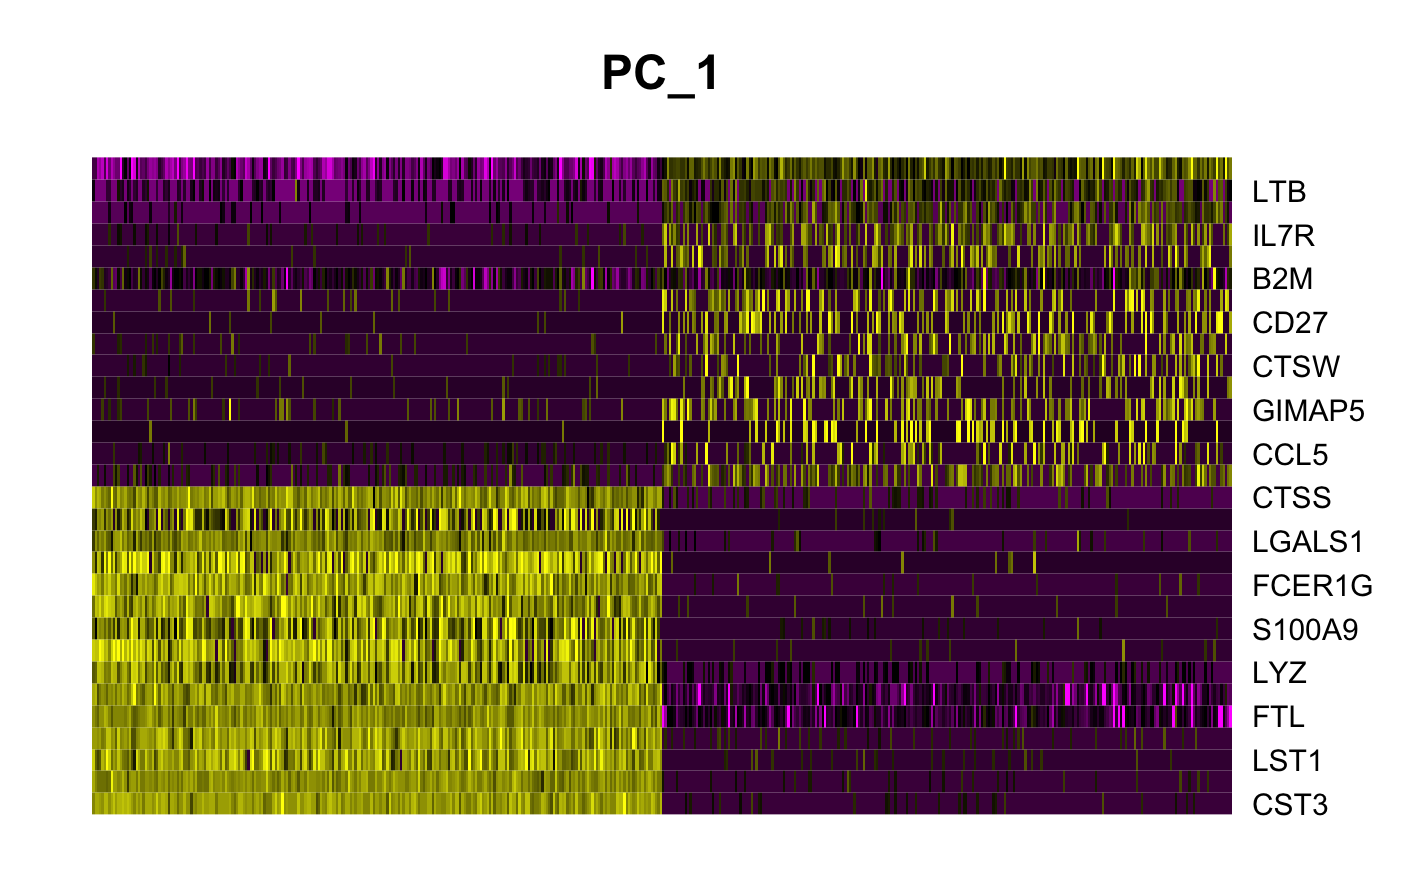 PC_1
LTB
IL7R
B2M
CD27
CTSW
GIMAP5
CCL5
CTSS
LGALS1
FCER1G
S100A9
LYZ
FTL
LST1
CST3